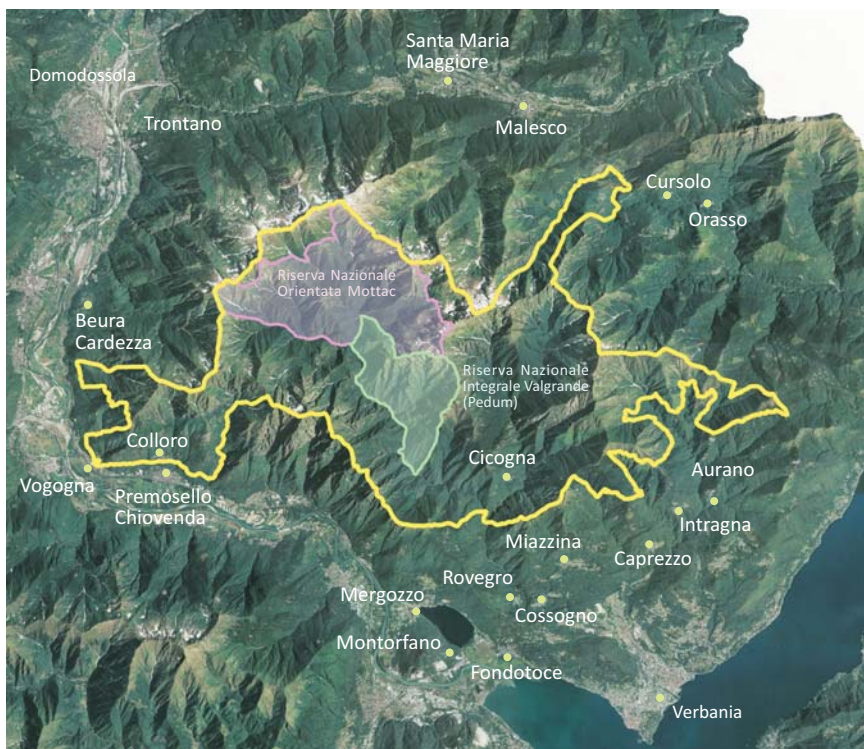 Santa Maria
Maggiore
Domodossola
Malesco
Trontano
Cursolo
Orasso
Riserva Nazionale
Orientata Mottac
Beura
Cardezza
Riserva Nazionale
Integrale Valgrande
(Pedum)
Colloro
Cicogna
Aurano
Vogogna
Premosello
Chiovenda
Intragna
Miazzina
Caprezzo
Rovegro
Mergozzo
Cossogno
Montorfano
Fondotoce
Verbania